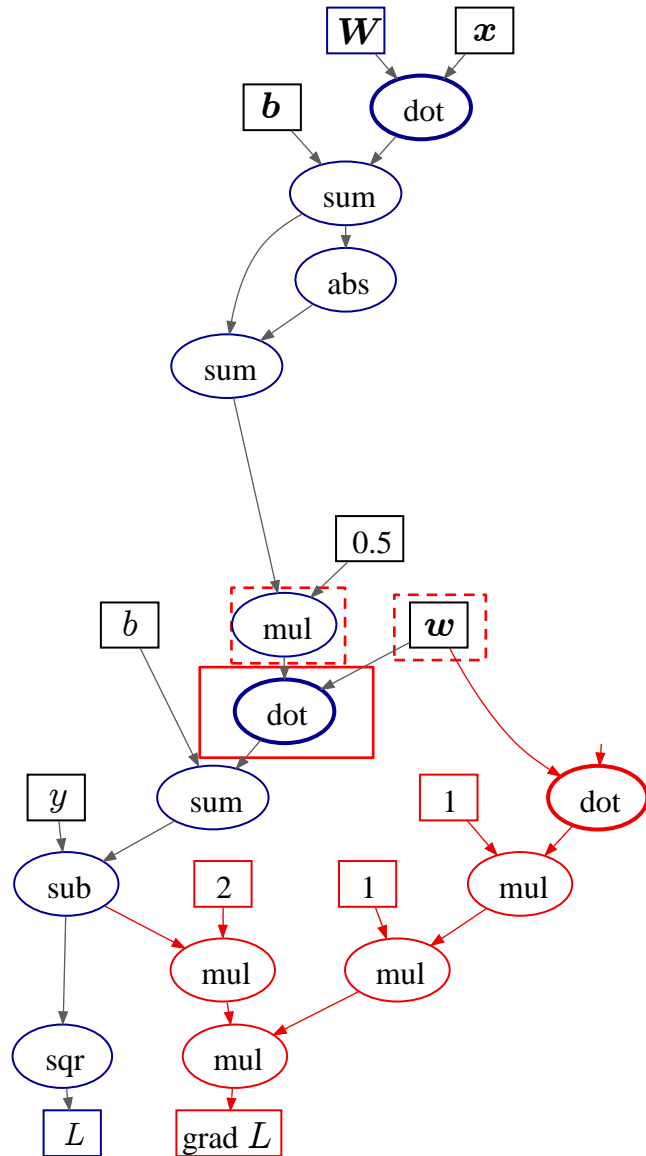 W x
b dot
sum
abs
sum
0.5
b mul w
dot
y sum 1 dot
sub 2 1 mul
mul mul
sqr mul
L grad L